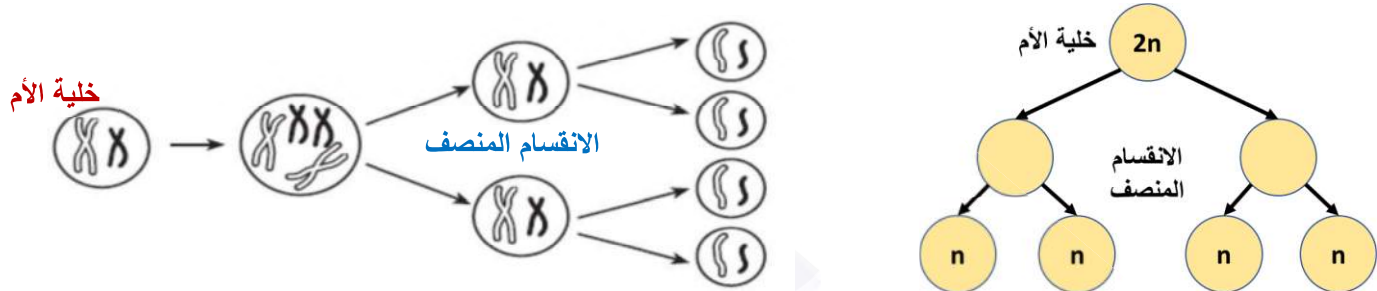 خلية الأم
الانقسام المنصف
خلية الأم
2n
الانقسام
المنصف
n
n
n
n